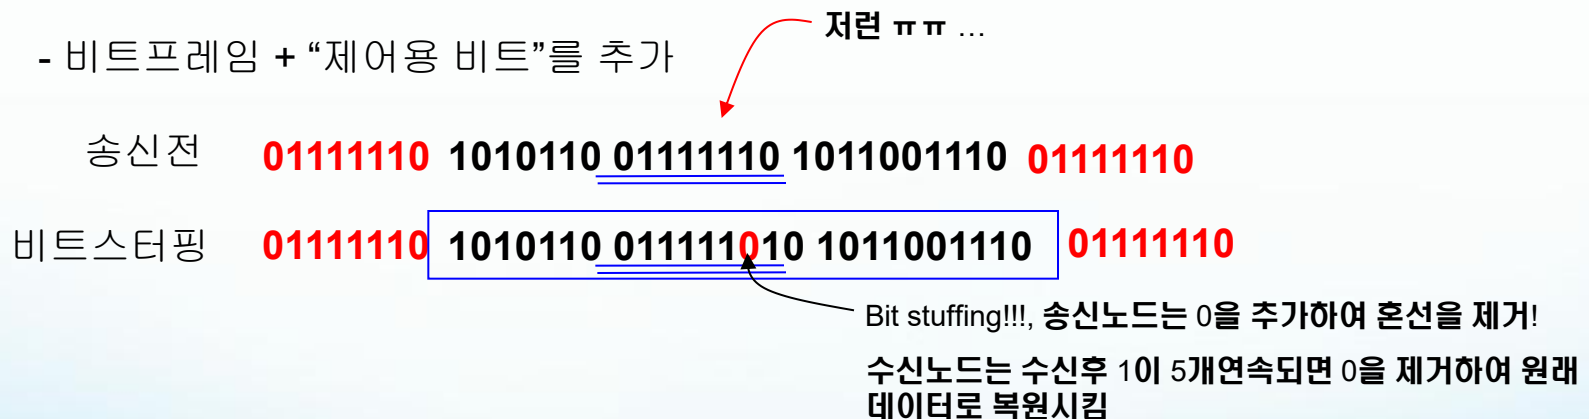 저런 ㅠㅠ ...
- 비트프레임 + “제어용 비트”를 추가
송신전 01111110 1010110 01111110 1011001110 01111110
비트스터핑 01111110 1010110 011111010 1011001110 01111110
Bit stuffing!!!, 송신노드는 0을 추가하여 혼선을 제거!
수신노드는 수신후 1이 5개연속되면 0을 제거하여 원래
데이터로 복원시킴